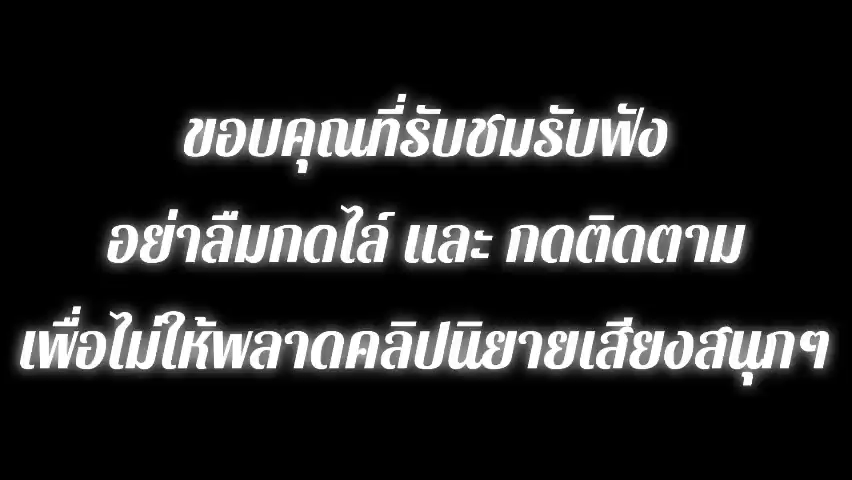 ขอบคุณที่รับชมรับฟัง
อย่าลืมกดไล์ และ กดติดตาม
เพื่อไม่ให้พลาดคลิปนิยายเสียงสนุกๆ